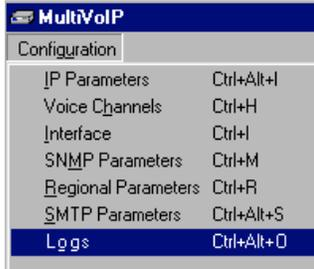 MultiVoIP
Configuration
IP Parameters Ctrl+Alt+I
Voice Channels Ctrl+H
Interface Ctrl+I
SNMP Parameters Ctrl+M
Regional Parameters Ctrl+R
SMTP Parameters Ctrl+Alt+S
Logs Ctrl+Alt+O